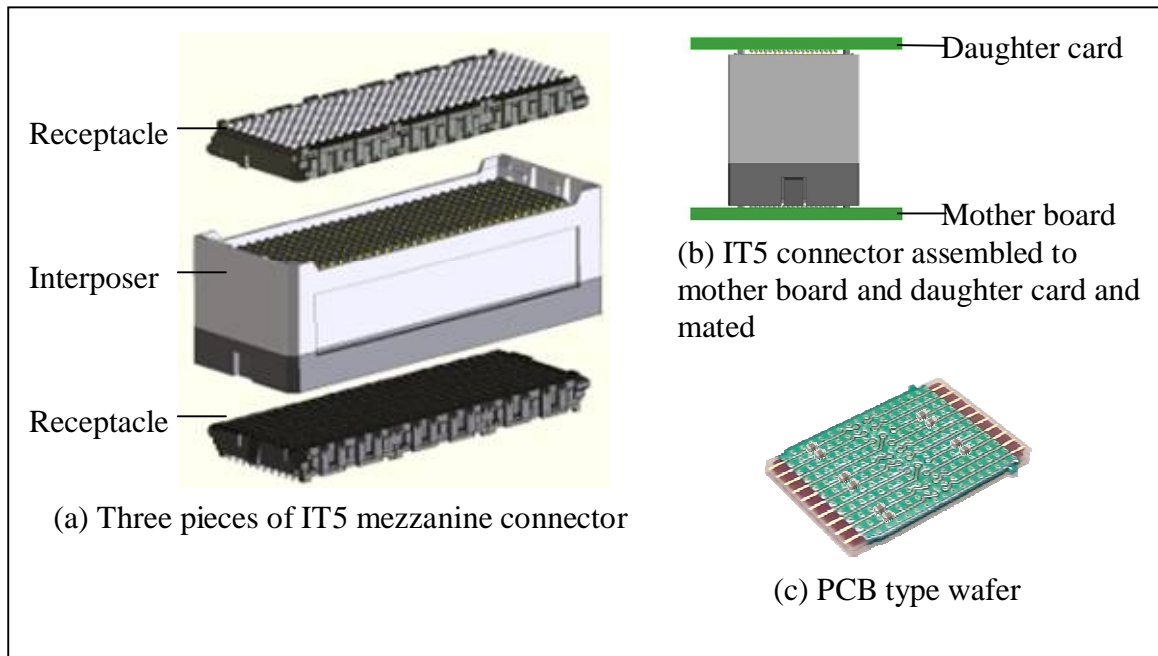 Receptacle
Interposer
Receptacle
(a) Three pieces of IT5 mezzanine connector
Daughter card
Mother board
(b) IT5 connector assembled to
mother board and daughter card and
mated
(c) PCB type wafer